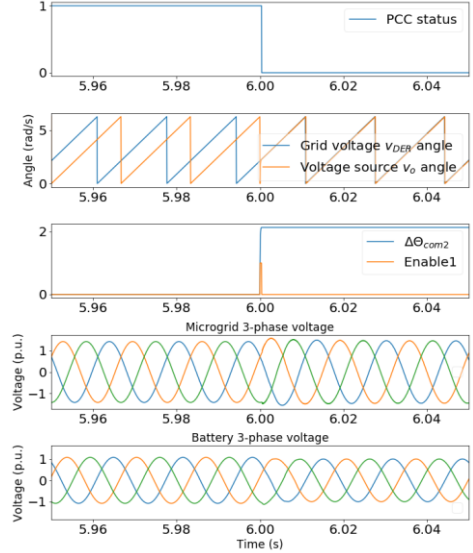 1
PCC status
0
5.96 5.98 6.00 6.02 6.04
Angle (rad/s)
5
Grid voltage v_DER angle
Voltage source v_o angle
0
5.96 5.98 6.00 6.02 6.04
2
ΔΘ_com2
Enable1
0
5.96 5.98 6.00 6.02 6.04
Microgrid 3-phase voltage
Voltage (p.u.)
1
0
−1
5.96 5.98 6.00 6.02 6.04
Battery 3-phase voltage
Voltage (p.u.)
1
0
−1
5.96 5.98 6.00 6.02 6.04
Time (s)